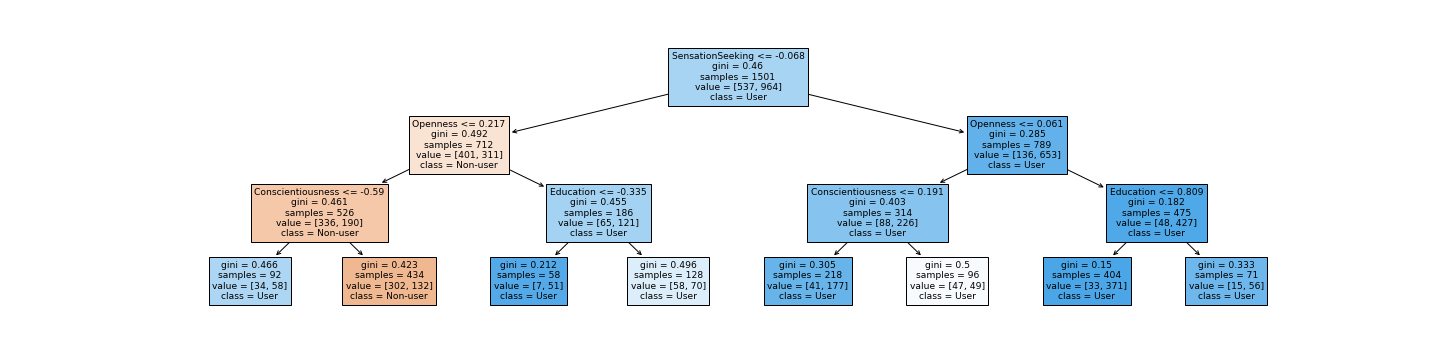 SensationSeeking <= -0.068
gini = 0.46
samples = 1501
value = [537, 964]
class = User
Openness <= 0.217
gini = 0.492
samples = 712
value = [401, 311]
class = Non-user
Openness <= 0.061
gini = 0.285
samples = 789
value = [136, 653]
class = User
Conscientiousness <= -0.59
gini = 0.461
samples = 526
value = [336, 190]
class = Non-user
Education <= -0.335
gini = 0.455
samples = 186
value = [65, 121]
class = User
Conscientiousness <= 0.191
gini = 0.403
samples = 314
value = [88, 226]
class = User
Education <= 0.809
gini = 0.182
samples = 475
value = [48, 427]
class = User
gini = 0.466
samples = 92
value = [34, 58]
class = User
gini = 0.423
samples = 434
value = [302, 132]
class = Non-user
gini = 0.212
samples = 58
value = [7, 51]
class = User
gini = 0.496
samples = 128
value = [58, 70]
class = User
gini = 0.305
samples = 218
value = [41, 177]
class = User
gini = 0.5
samples = 96
value = [47, 49]
class = User
gini = 0.15
samples = 404
value = [33, 371]
class = User
gini = 0.333
samples = 71
value = [15, 56]
class = User